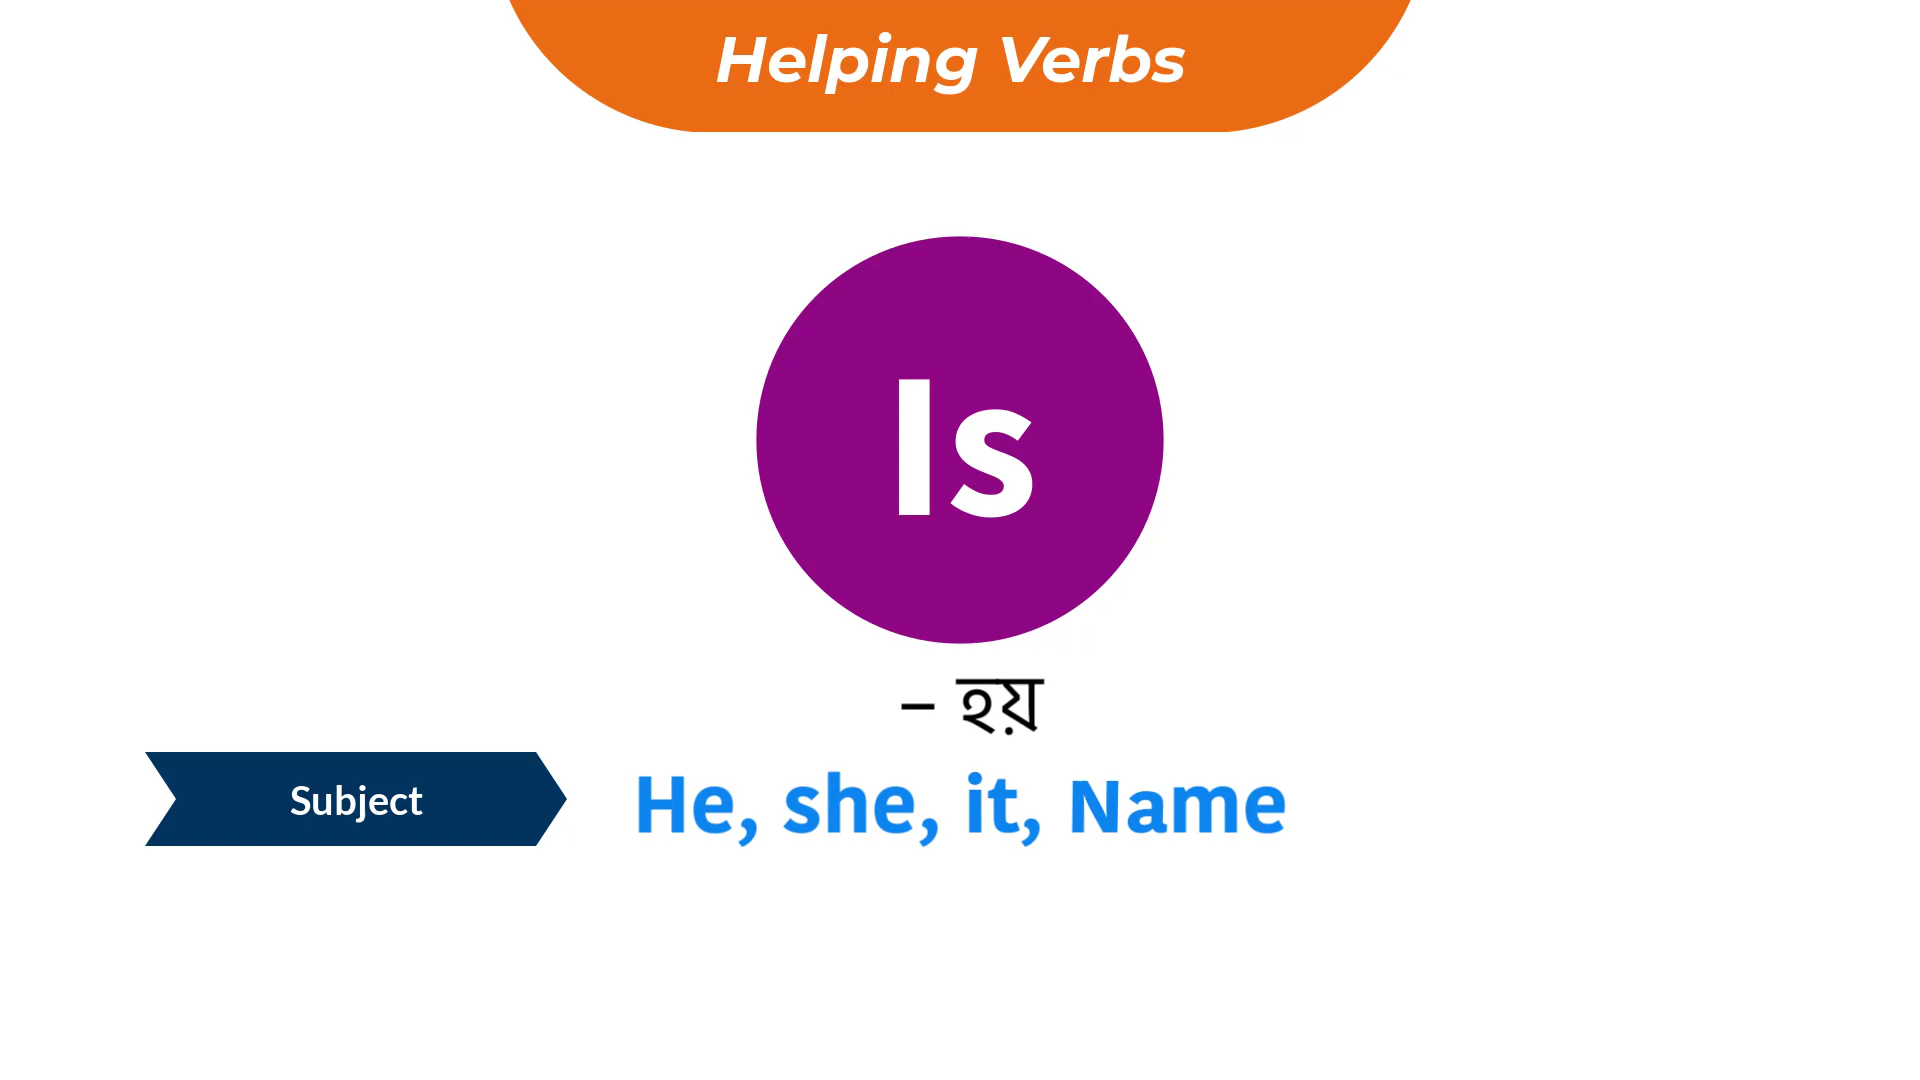 Helping Verbs
Is
– হয়
Subject
He, she, it, Name